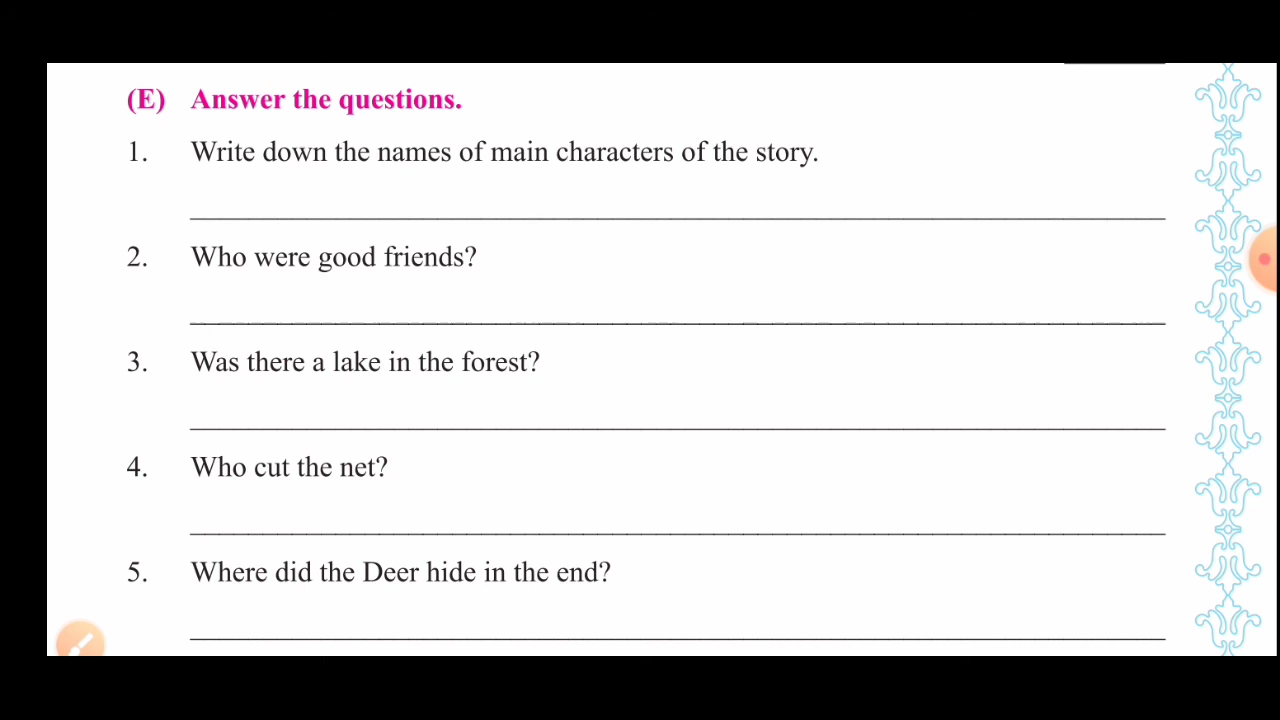 (E) Answer the questions.
1. Write down the names of main characters of the story.
2. Who were good friends?
3. Was there a lake in the forest?
4. Who cut the net?
5. Where did the Deer hide in the end?